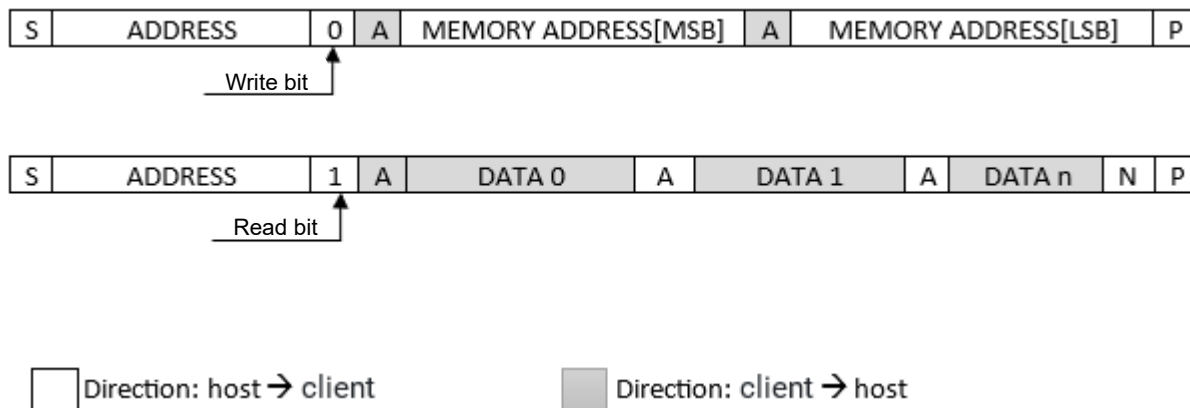 S ADDRESS 0 A MEMORY ADDRESS[MSB] A MEMORY ADDRESS[LSB] P
Write bit
S ADDRESS 1 A DATA 0 A DATA 1 A DATA n N P
Read bit
Direction: host → client Direction: client → host